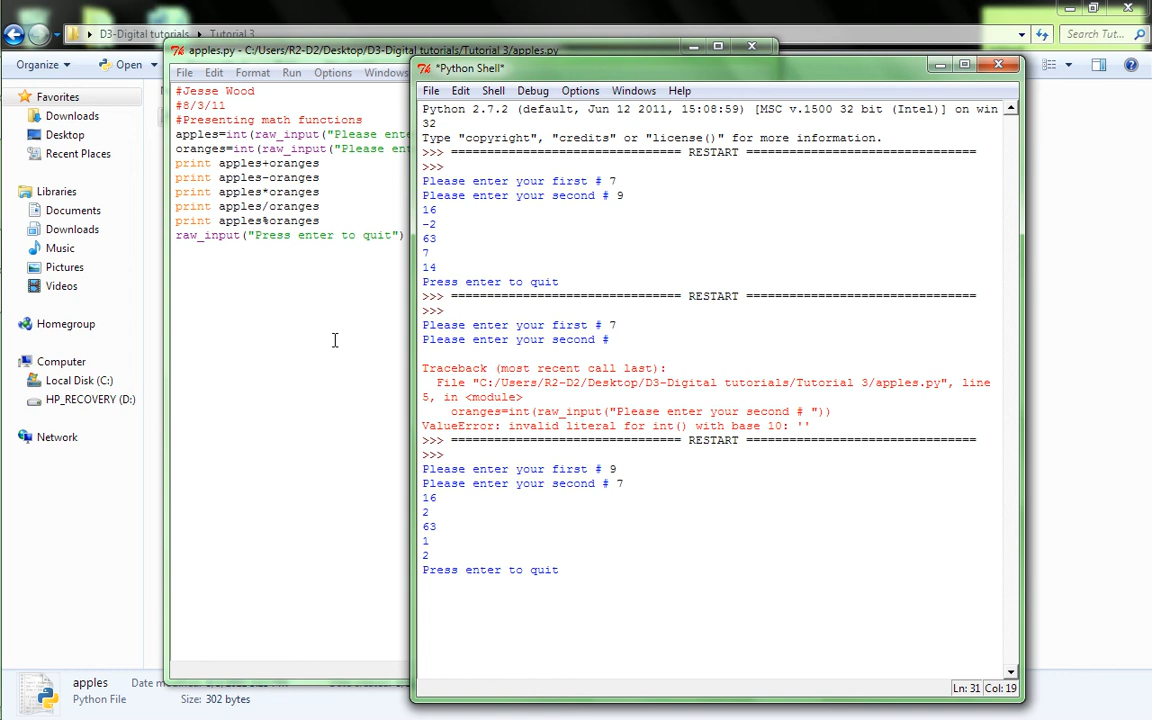 D3-Digital tutorials
Tutorial 3
Search Tut...
Organize
Open
Favorites
Downloads
Desktop
Recent Places
Libraries
Documents
Downloads
Music
Pictures
Videos
Homegroup
Computer
Local Disk (C:)
HP_RECOVERY (D:)
Network
apples
Python File
Size: 302 bytes
apples.py - C:/Users/R2-D2/Desktop/D3-Digital tutorials/Tutorial 3/apples.py
File Edit Format Run Options Windows
#Jesse Wood
#8/3/11
#Presenting math functions
apples=int(raw_input("Please ente
oranges=int(raw_input("Please en
print apples+oranges
print apples-oranges
print apples*oranges
print apples/oranges
print apples%oranges
raw_input("Press enter to quit")
*Python Shell*
File Edit Shell Debug Options Windows Help
Python 2.7.2 (default, Jun 12 2011, 15:08:59) [MSC v.1500 32 bit (Intel)] on win
32
Type "copyright", "credits" or "license()" for more information.
>>> ================================ RESTART ================================
>>>
Please enter your first # 7
Please enter your second # 9
16
-2
63
7
14
Press enter to quit
>>> ================================ RESTART ================================
>>>
Please enter your first # 7
Please enter your second #
Traceback (most recent call last):
File "C:/Users/R2-D2/Desktop/D3-Digital tutorials/Tutorial 3/apples.py", line
5, in <module>
oranges=int(raw_input("Please enter your second # "))
ValueError: invalid literal for int() with base 10: ''
>>> ================================ RESTART ================================
>>>
Please enter your first # 9
Please enter your second # 7
16
2
63
1
2
Press enter to quit
Ln: 31 Col: 19